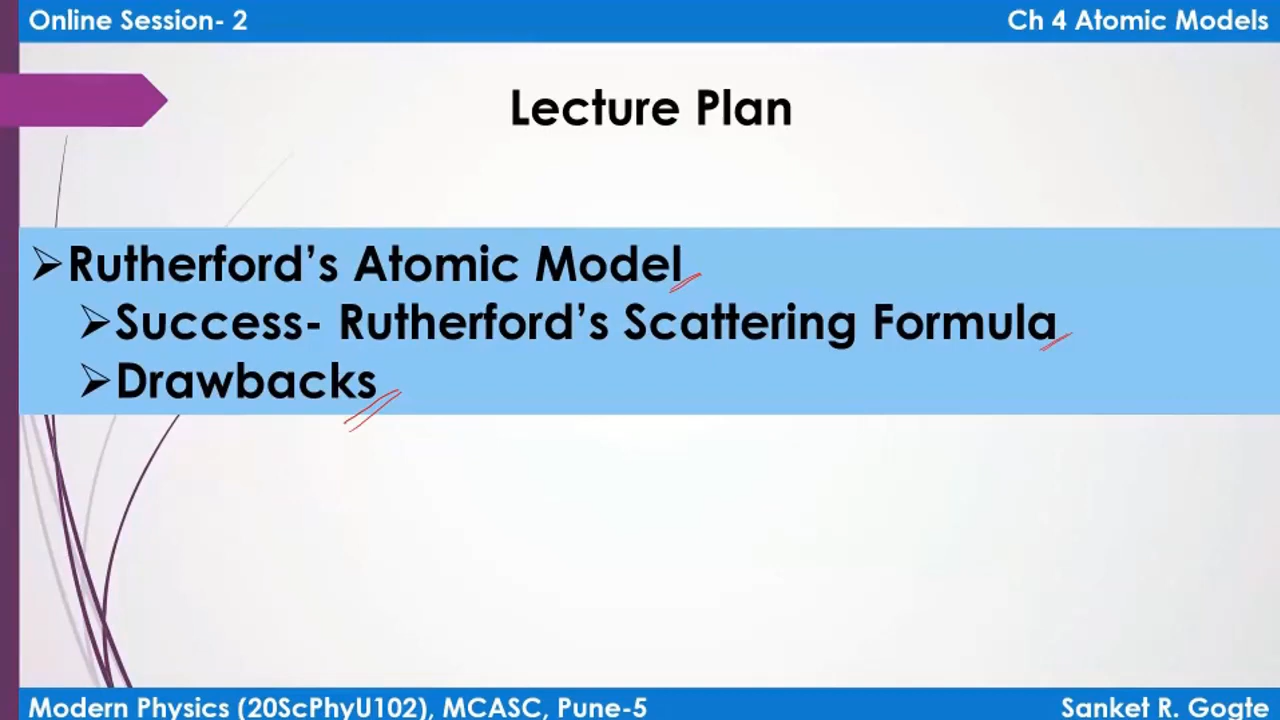 Online Session- 2
Ch 4 Atomic Models
Lecture Plan
➢Rutherford’s Atomic Model
➢Success- Rutherford’s Scattering Formula
➢Drawbacks
Modern Physics (20ScPhyU102), MCASC, Pune-5
Sanket R. Gogte